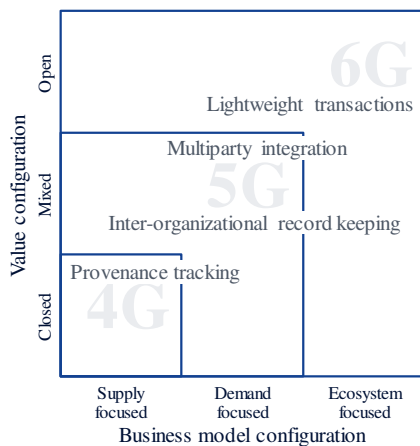 6G
Open
Lightweight transactions
Multiparty integration
5G
Mixed
Value configuration
Inter-organizational record keeping
Provenance tracking
4G
Closed
Supply focused
Demand focused
Ecosystem focused
Business model configuration